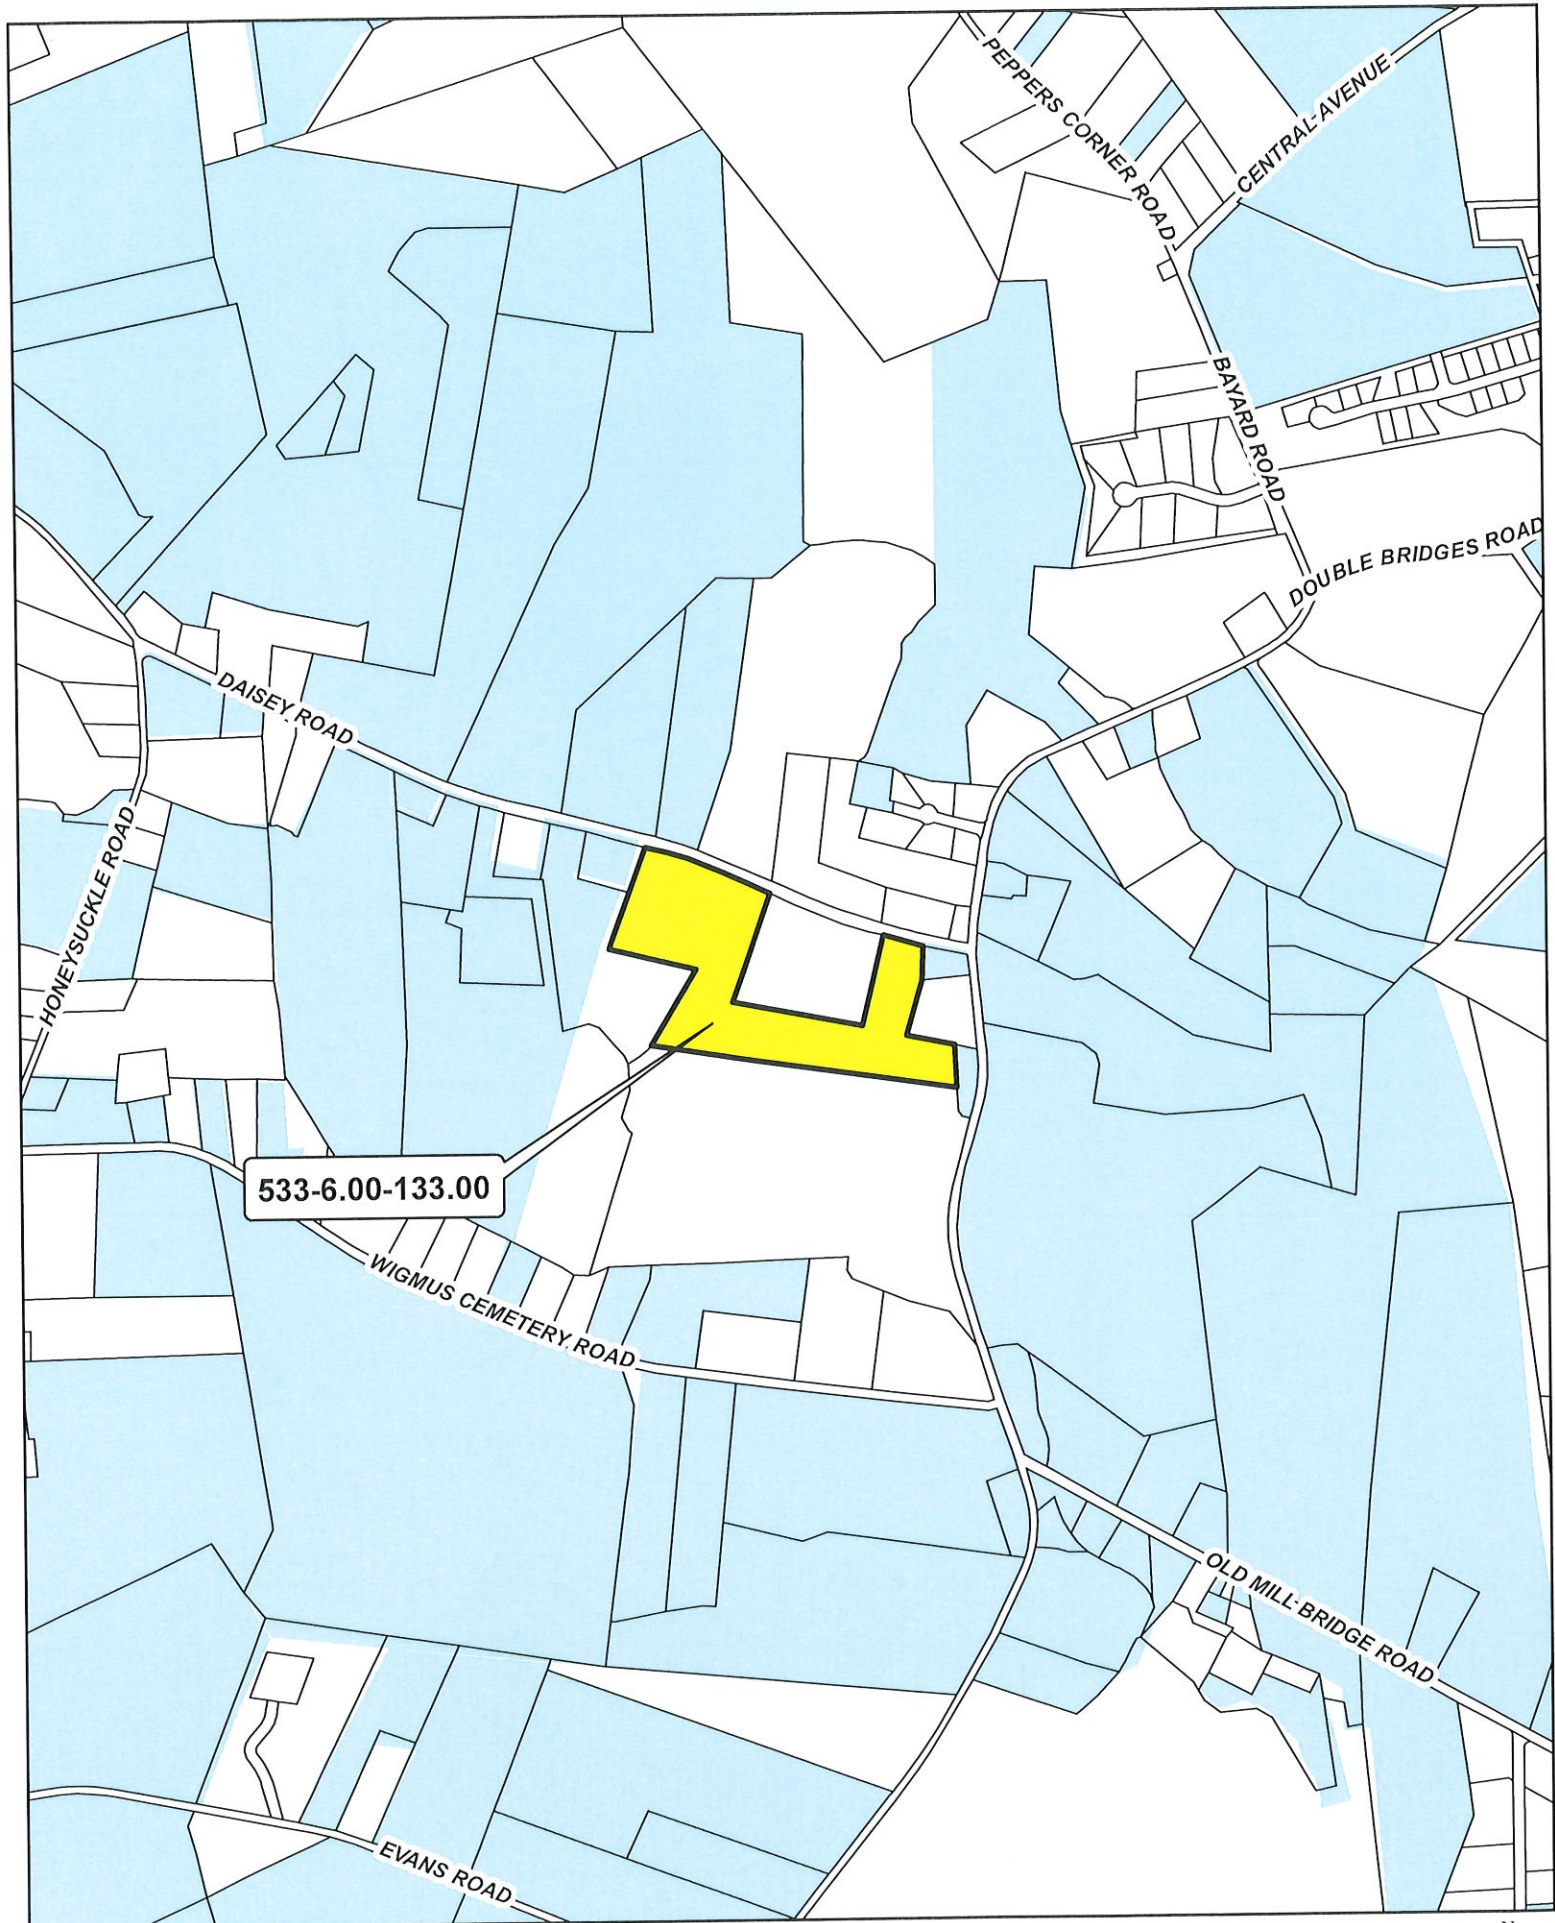 PEPPERS CORNER ROAD
CENTRAL AVENUE
BAYARD ROAD
DOUBLE BRIDGES ROAD
DAISEY ROAD
HONEYSUCKLE ROAD
533-6.00-133.00
WIGMUS CEMETERY ROAD
OLD MILL BRIDGE ROAD
EVANS ROAD